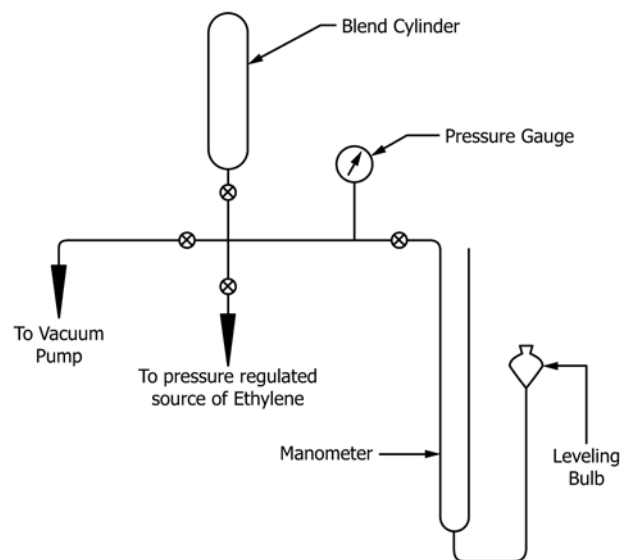 Blend Cylinder
Pressure Gauge
To Vacuum
Pump
To pressure regulated
source of Ethylene
Manometer
Leveling
Bulb